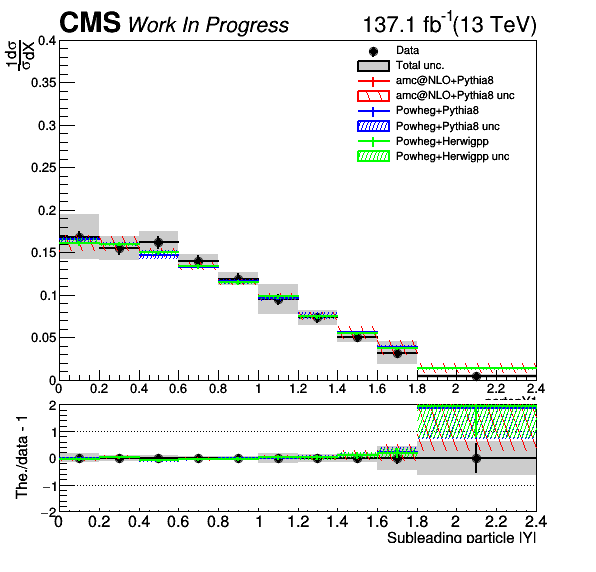 CMS Work In Progress 137.1 fb-1(13 TeV)
1dσ
σdX
0.4
0.35
0.3
0.25
0.2
0.15
0.1
0.05
0
Data
Total unc.
amc@NLO+Pythia8
amc@NLO+Pythia8 unc
Powheg+Pythia8
Powheg+Pythia8 unc
Powheg+Herwigpp
Powheg+Herwigpp unc
0 0.2 0.4 0.6 0.8 1 1.2 1.4 1.6 1.8 2 2.2 2.4
The./data - 1
2
1
0
−1
−2
0 0.2 0.4 0.6 0.8 1 1.2 1.4 1.6 1.8 2 2.2 2.4
Subleading particle |Y|